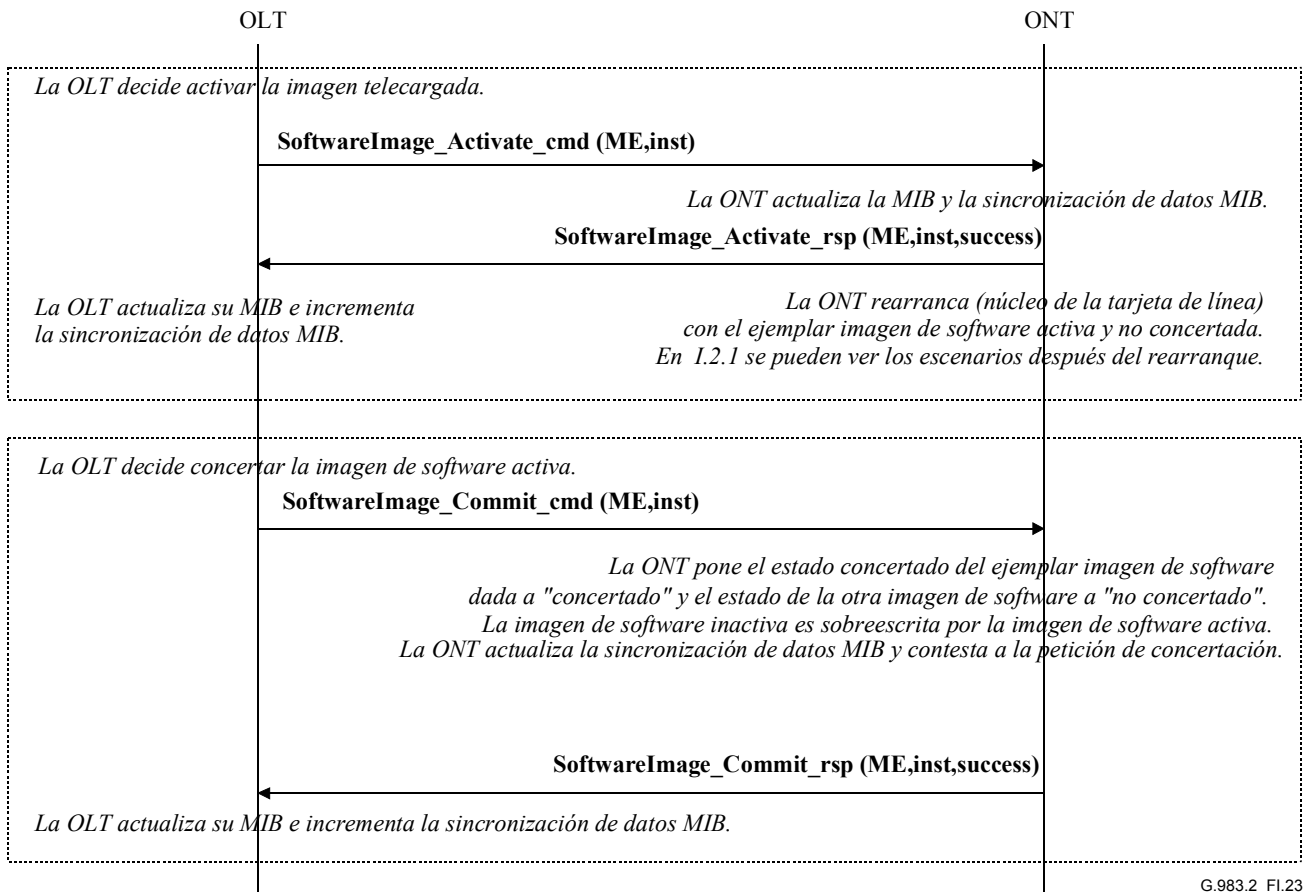 OLT
ONT
La OLT decide activar la imagen telecargada.
SoftwareImage_Activate_cmd (ME,inst)
La ONT actualiza la MIB y la sincronización de datos MIB.
SoftwareImage_Activate_rsp (ME,inst,success)
La OLT actualiza su MIB e incrementa
la sincronización de datos MIB.
La ONT rearranca (núcleo de la tarjeta de línea)
con el ejemplar imagen de software activa y no concertada.
En I.2.1 se pueden ver los escenarios después del rearranque.
La OLT decide concertar la imagen de software activa.
SoftwareImage_Commit_cmd (ME,inst)
La ONT pone el estado concertado del ejemplar imagen de software
dada a "concertado" y el estado de la otra imagen de software a "no concertado".
La imagen de software inactiva es sobreescrita por la imagen de software activa.
La ONT actualiza la sincronización de datos MIB y contesta a la petición de concertación.
SoftwareImage_Commit_rsp (ME,inst,success)
La OLT actualiza su MIB e incrementa la sincronización de datos MIB.
G.983.2_FI.23